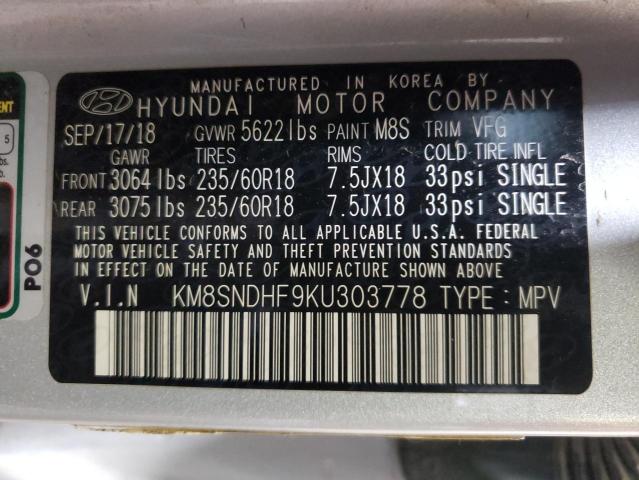 MANUFACTURED IN KOREA BY
HYUNDAI MOTOR COMPANY
SEP/17/18 GVWR 5622lbs PAINT M8S TRIM VFG
GAWR TIRES RIMS COLD TIRE INFL
FRONT 3064lbs 235/60R18 7.5JX18 33psi SINGLE
REAR 3075lbs 235/60R18 7.5JX18 33psi SINGLE
THIS VEHICLE CONFORMS TO ALL APPLICABLE U.S.A. FEDERAL
MOTOR VEHICLE SAFETY AND THEFT PREVENTION STANDARDS
IN EFFECT ON THE DATE OF MANUFACTURE SHOWN ABOVE
V.I.N KM8SNDHF9KU303778 TYPE : MPV
5
PO6